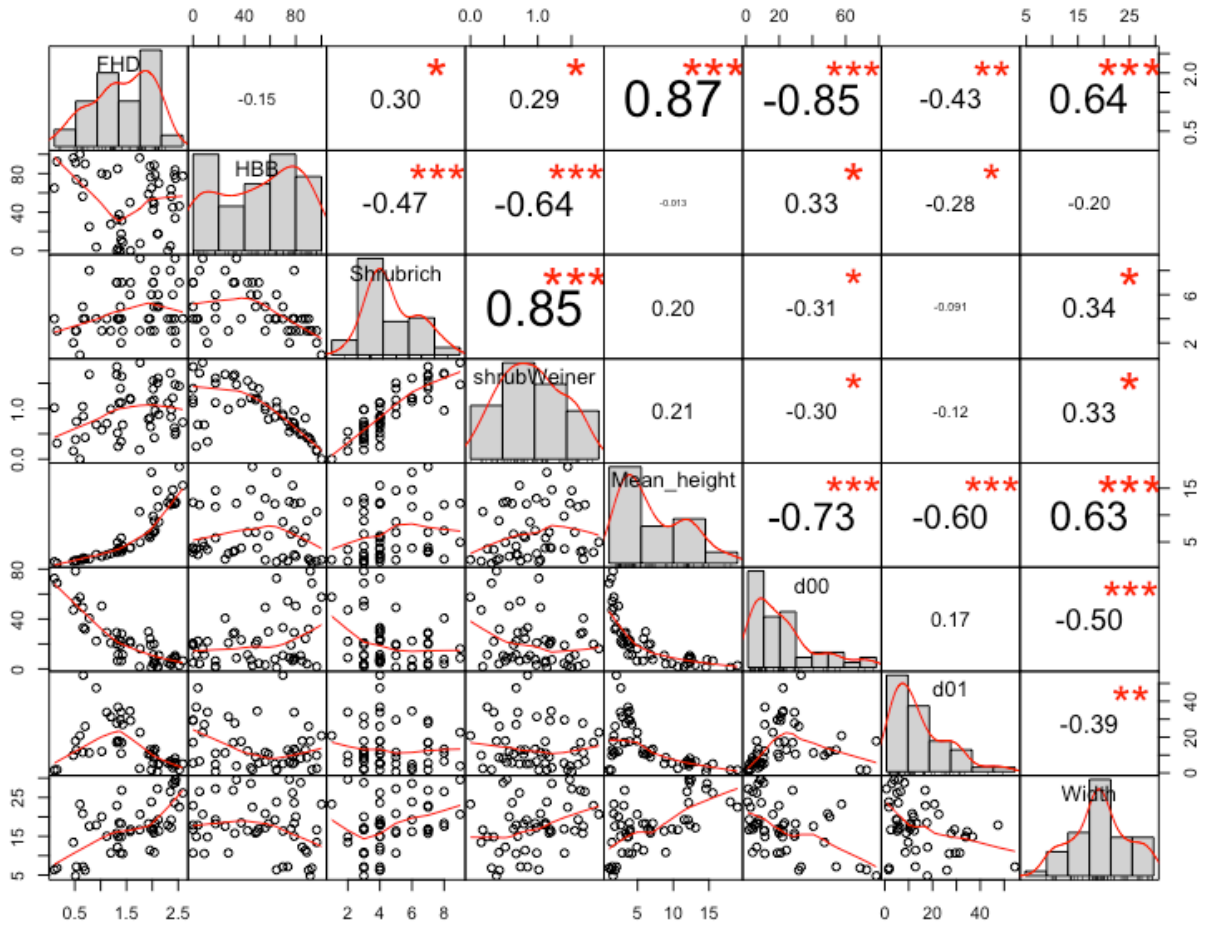 0 40 80 0.0 1.0 0 20 60 5 15 25
FHD -0.15 * 0.30 * 0.29 *** 0.87 *** -0.85 ** -0.43 *** 0.64 0.5 2.0
0 40 80 HBB *** -0.47 *** -0.64 -0.013 * 0.33 * -0.28 -0.20
Shrubrich *** 0.85 0.20 * -0.31 -0.091 * 0.34 2 6
0.0 1.0 shrubWeiner 0.21 * -0.30 -0.12 * 0.33
Mean_height *** -0.73 *** -0.60 *** 0.63 5 15
0 40 80 d00 0.17 *** -0.50
d01 ** -0.39 0 20 40
5 15 25 Width
0.5 1.5 2.5 2 4 6 8 5 10 15 0 20 40